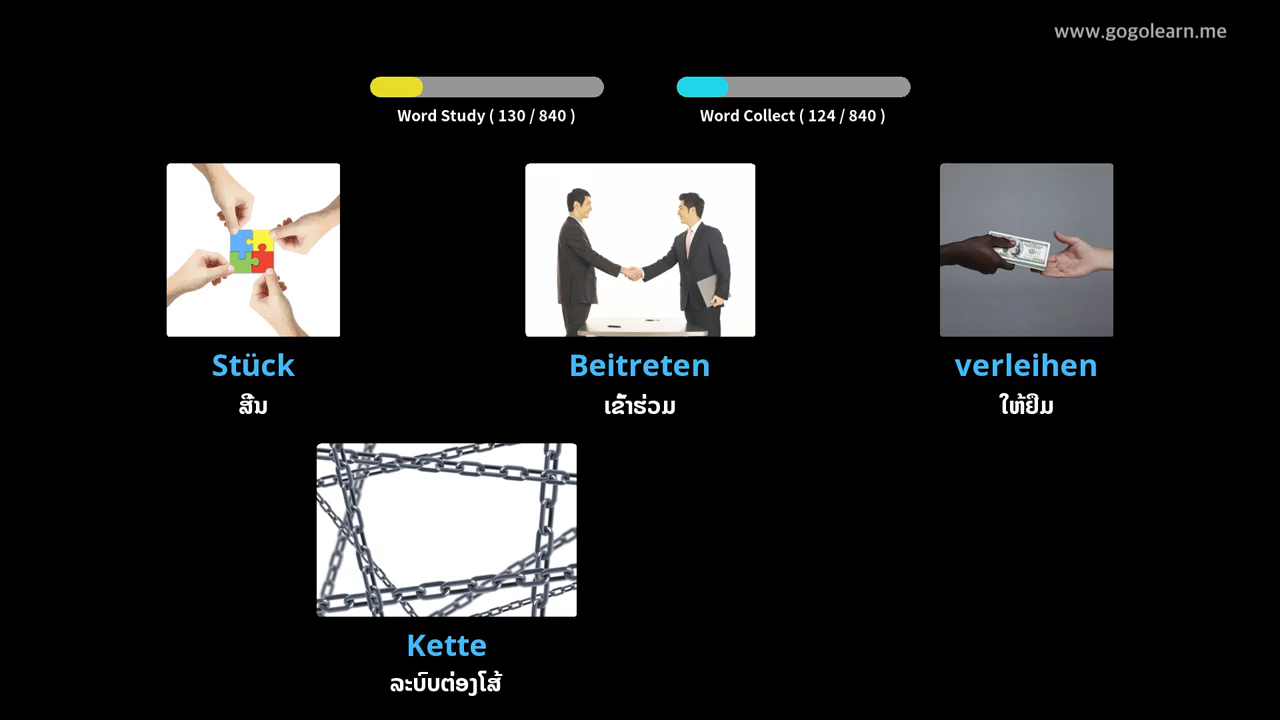 www.gogolearn.me
Word Study ( 130 / 840 )
Word Collect ( 124 / 840 )
Stück
Beitreten
verleihen
ສິ້ນ
ເຂົ້າຮ່ວມ
ໃຫ້ຢືມ
Kette
ລະບົບຕ່ອງໂສ້